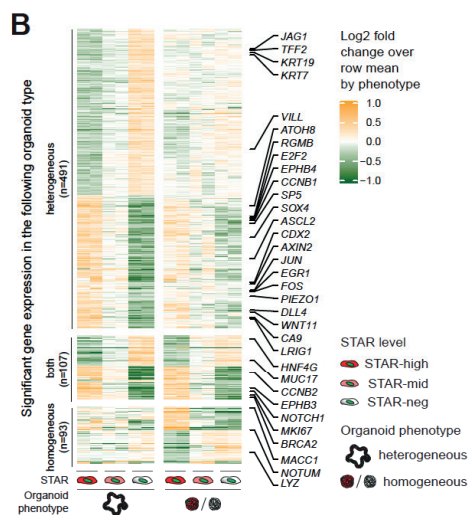 B
Significant gene expression in the following organoid type
heterogeneous
(n=491)
both
(n=107)
homogeneous
(n=93)
JAG1
TFF2
KRT19
KRT7
VILL
ATOH8
RGMB
E2F2
EPHB4
CCNB1
SP5
SOX4
ASCL2
CDX2
AXIN2
JUN
EGR1
FOS
PIEZO1
DLL4
WNT11
CA9
LRIG1
HNF4G
MUC17
CCNB2
EPHB3
NOTCH1
MKI67
BRCA2
MACC1
NOTUM
LYZ
Log2 fold
change over
row mean
by phenotype
1.0
0.5
0.0
−0.5
−1.0
STAR level
STAR-high
STAR-mid
STAR-neg
Organoid phenotype
heterogeneous
/ homogeneous
STAR
Organoid
phenotype
/